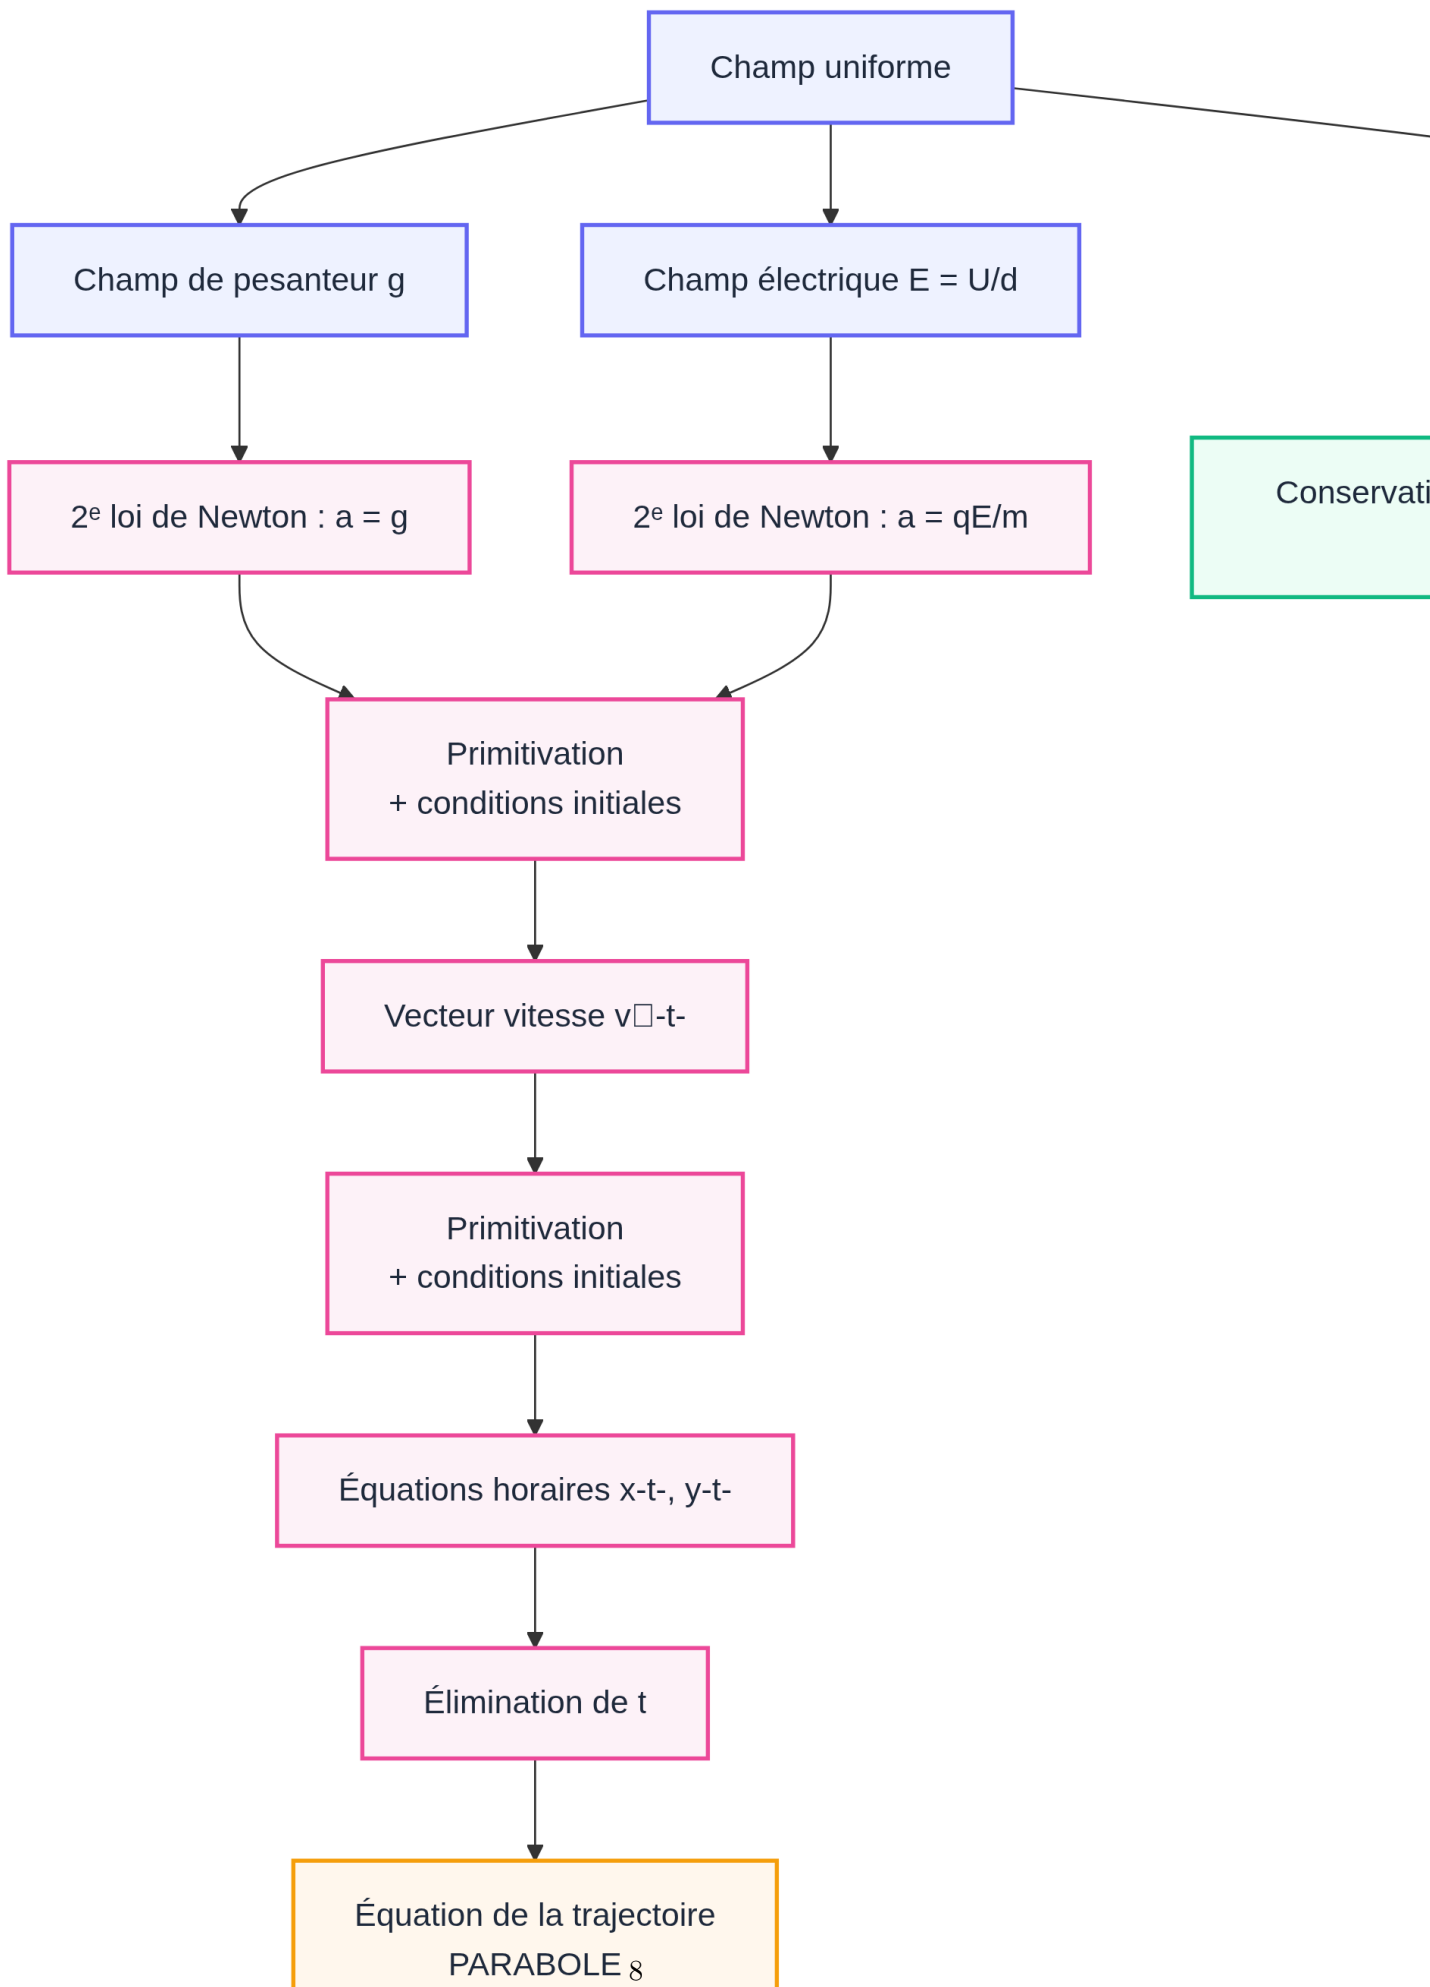 Champ uniforme
Champ de pesanteur g
Champ électrique E = U/d
2ᵉ loi de Newton : a = g
2ᵉ loi de Newton : a = qE/m
Conservati
Primitivation
+ conditions initiales
Vecteur vitesse v□-t-
Primitivation
+ conditions initiales
Équations horaires x-t-, y-t-
Élimination de t
Équation de la trajectoire
PARABOLE
8